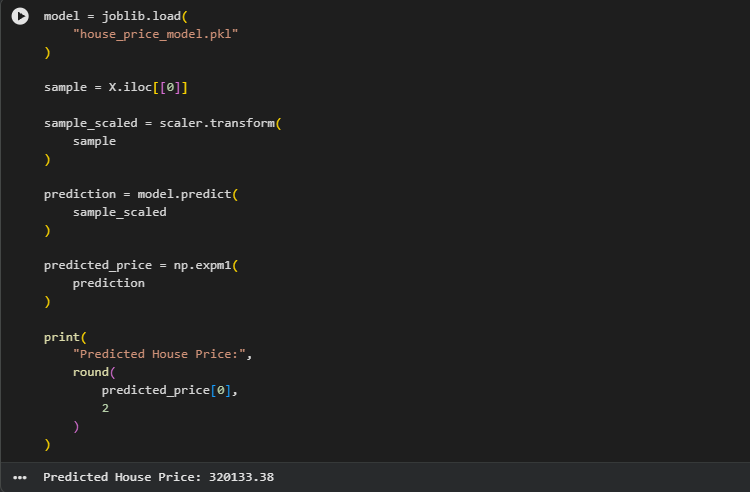 model = joblib.load(
    "house_price_model.pkl"
)
sample = X.iloc[[0]]
sample_scaled = scaler.transform(
    sample
)
prediction = model.predict(
    sample_scaled
)
predicted_price = np.expm1(
    prediction
)
print(
    "Predicted House Price:",
    round(
        predicted_price[0],
        2
    )
)
Predicted House Price: 320133.38